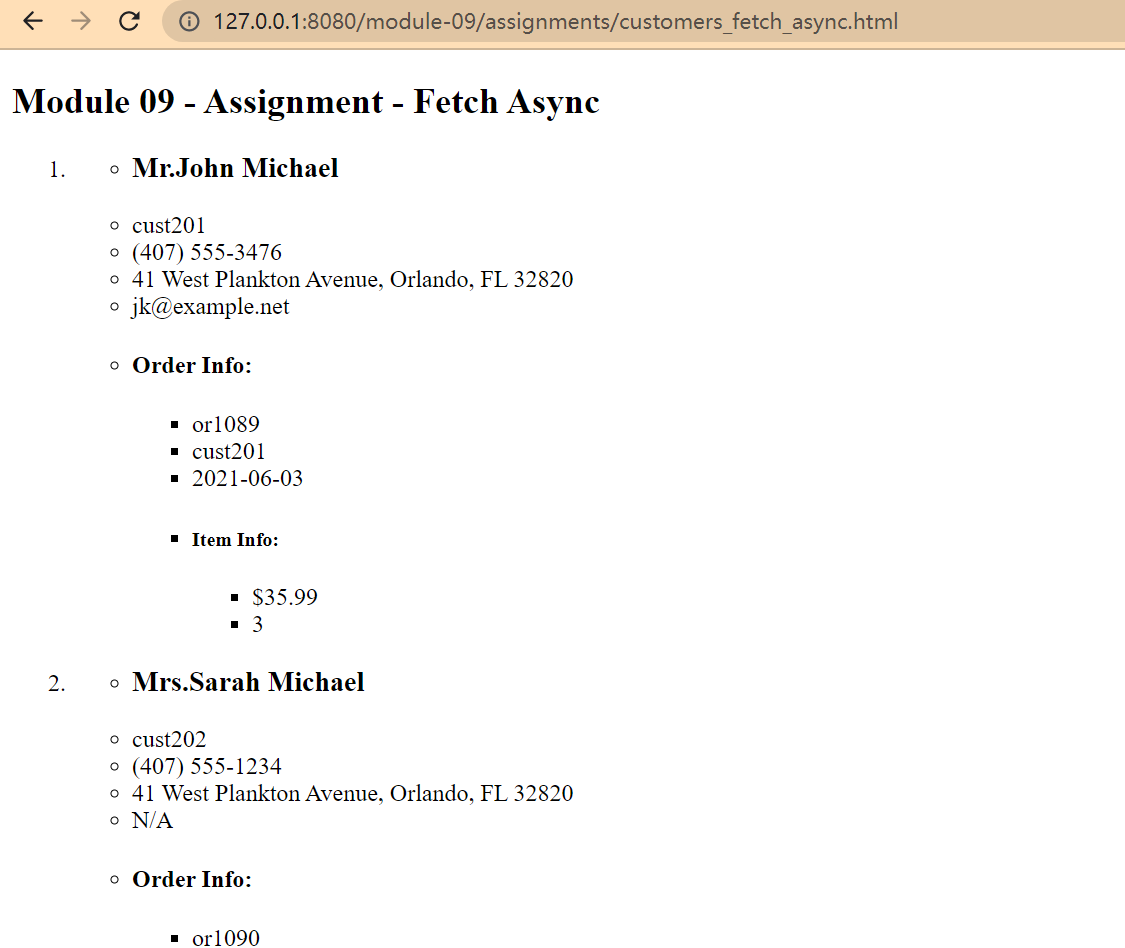 127.0.0.1:8080/module-09/assignments/customers_fetch_async.html
Module 09 - Assignment - Fetch Async
1.
Mr.John Michael
cust201
(407) 555-3476
41 West Plankton Avenue, Orlando, FL 32820
jk@example.net
Order Info:
or1089
cust201
2021-06-03
Item Info:
$35.99
3
2.
Mrs.Sarah Michael
cust202
(407) 555-1234
41 West Plankton Avenue, Orlando, FL 32820
N/A
Order Info:
or1090